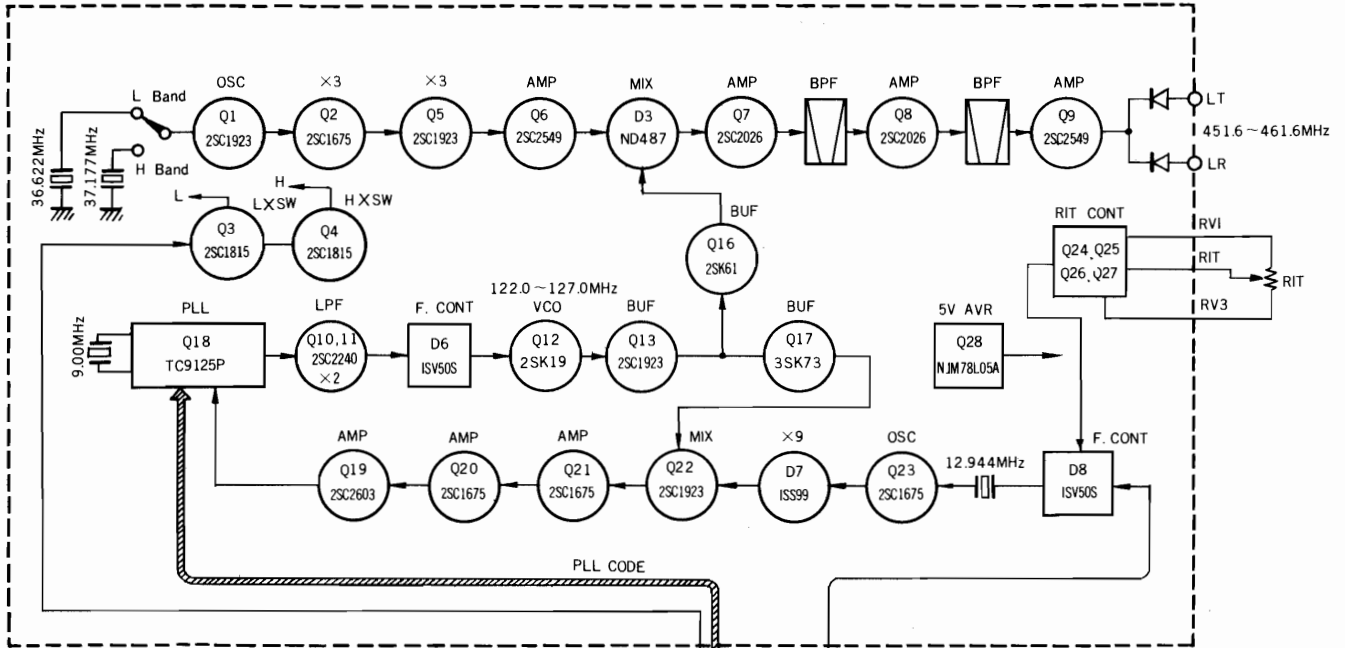 OSC ×3 ×3 AMP MIX AMP BPF AMP BPF AMP
L Band
Q1 2SC1923
Q2 2SC1675
Q5 2SC1923
Q6 2SC2549
D3 ND487
Q7 2SC2026
Q8 2SC2026
Q9 2SC2549
LT
451.6~461.6MHz
LR
H Band
36.622MHz
37.177MHz
L
LXSW
H
HXSW
Q3 2SC1815
Q4 2SC1815
BUF
Q16 2SK61
RIT CONT
Q24、Q25
Q26、Q27
RV1
RIT
RIT
RV3
122.0~127.0MHz
PLL LPF F. CONT VCO BUF BUF 5V AVR
9.00MHz
Q18 TC9125P
Q10,11 2SC2240 ×2
D6 ISV50S
Q12 2SK19
Q13 2SC1923
Q17 3SK73
Q28 NJM78L05A
AMP AMP AMP MIX ×9 OSC F. CONT
Q19 2SC2603
Q20 2SC1675
Q21 2SC1675
Q22 2SC1923
D7 ISS99
Q23 2SC1675
12.944MHz
D8 ISV50S
PLL CODE